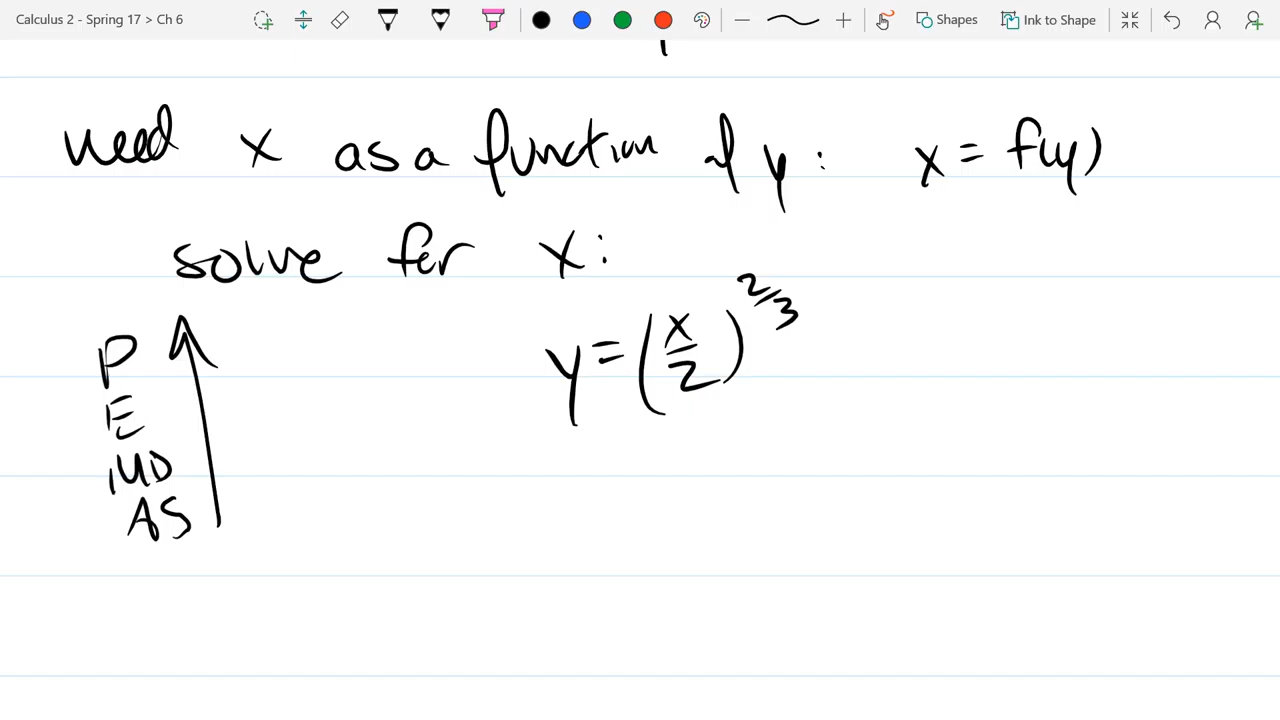 Calculus 2 - Spring 17 > Ch 6 Shapes Ink to Shape
need x as a function of y: x = f(y)
solve for x:
y = (x/2)^2/3
P
E
MD
AS